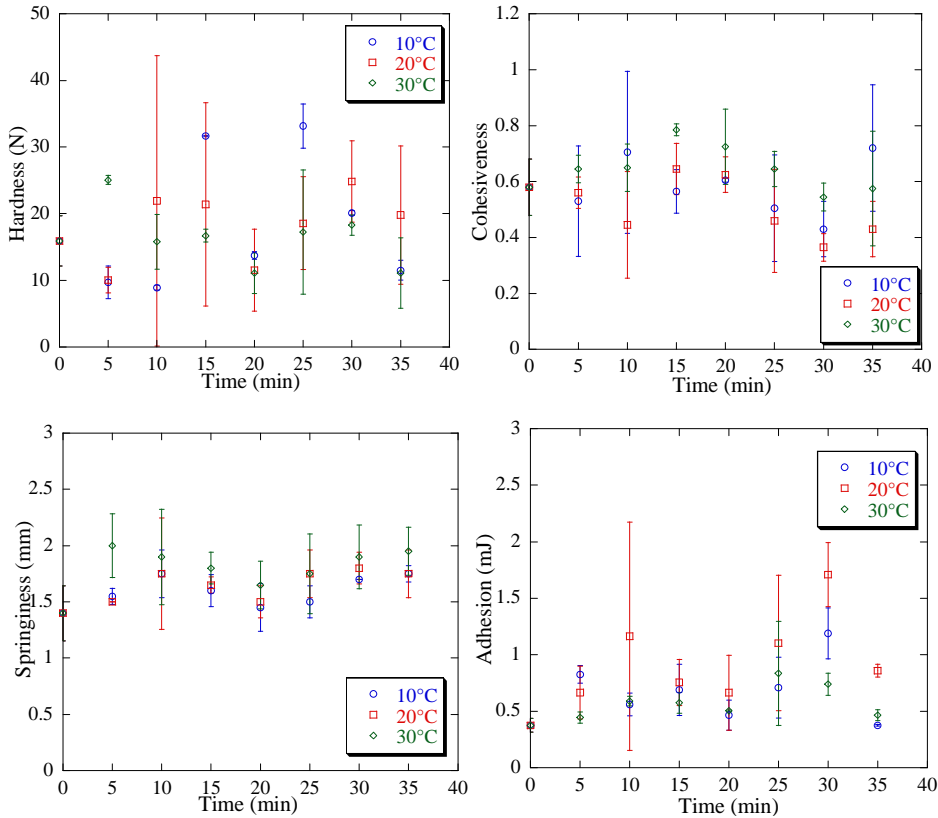 Hardness (N)
50
40
30
20
10
0
10°C
20°C
30°C
0 5 10 15 20 25 30 35 40
Time (min)
Cohesiveness
1.2
1
0.8
0.6
0.4
0.2
0
10°C
20°C
30°C
0 5 10 15 20 25 30 35 40
Time (min)
Springiness (mm)
3
2.5
2
1.5
1
0.5
0
10°C
20°C
30°C
0 5 10 15 20 25 30 35 40
Time (min)
Adhesion (mJ)
3
2.5
2
1.5
1
0.5
0
10°C
20°C
30°C
0 5 10 15 20 25 30 35 40
Time (min)